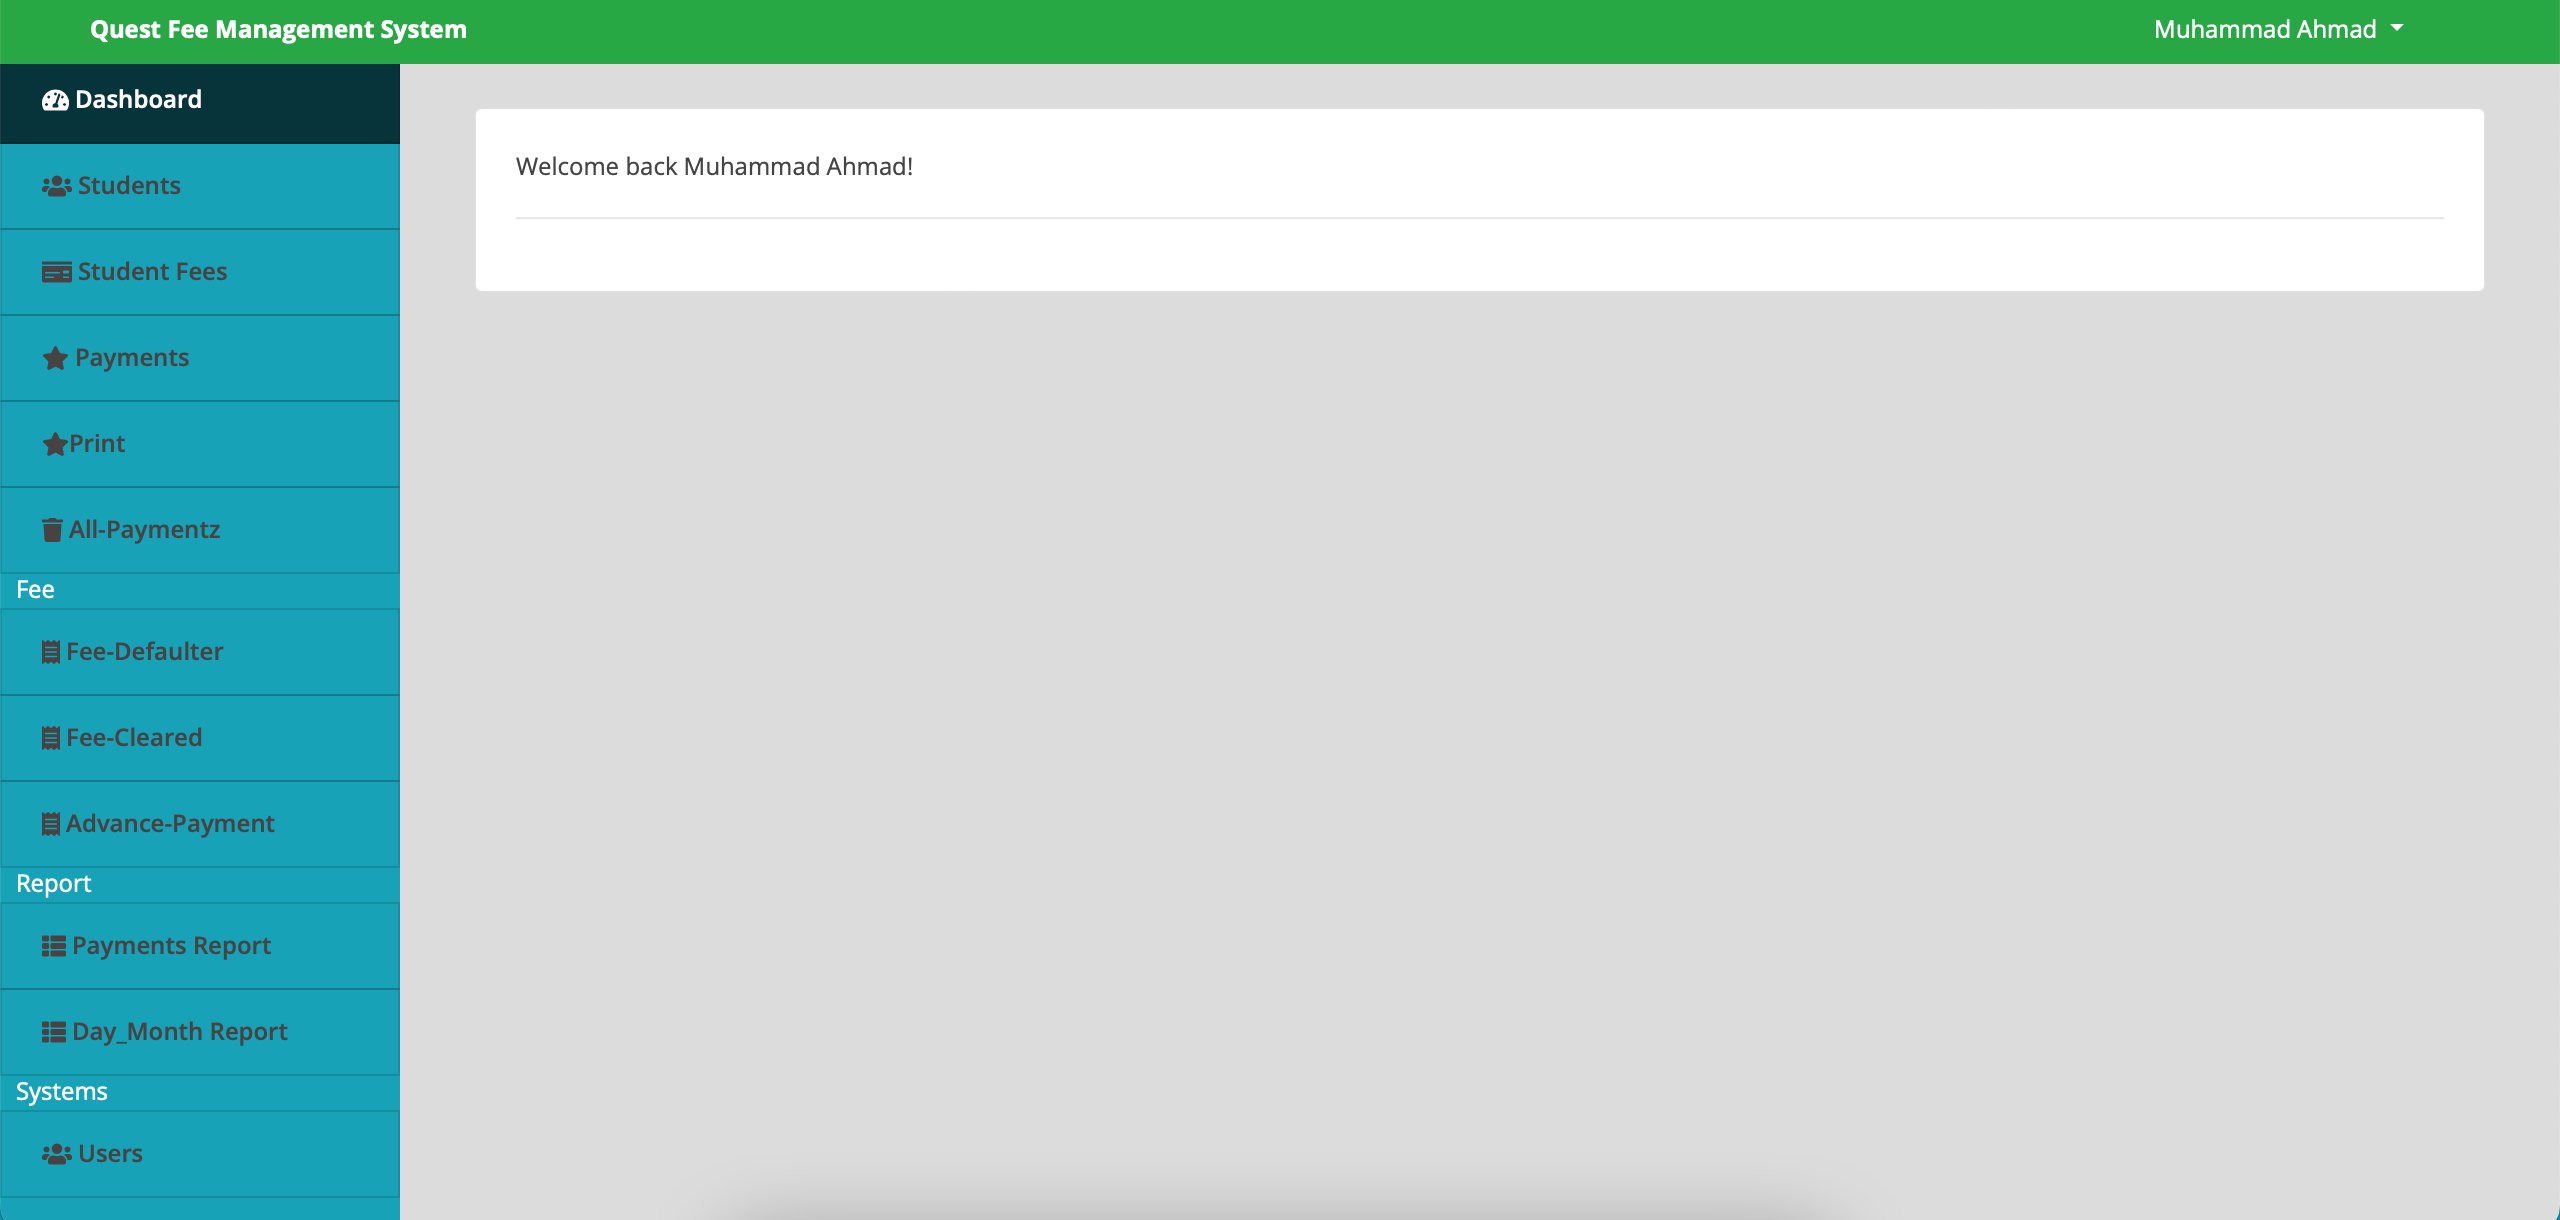 Quest Fee Management System
Muhammad Ahmad
Dashboard
Students
Student Fees
Payments
Print
All-Paymentz
Fee
Fee-Defaulter
Fee-Cleared
Advance-Payment
Report
Payments Report
Day_Month Report
Systems
Users
Welcome back Muhammad Ahmad!